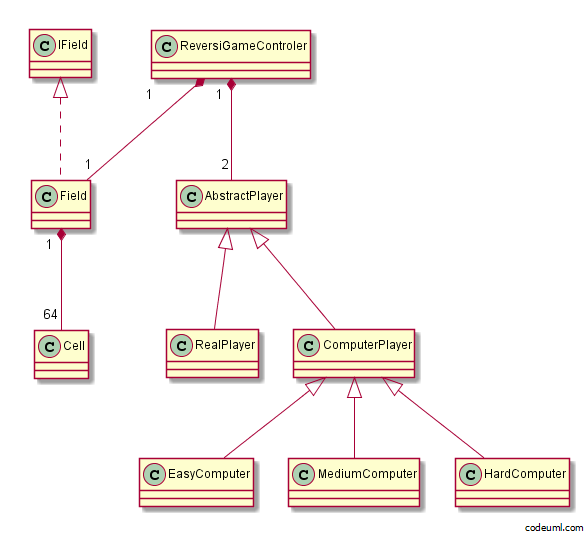 C IField
C ReversiGameControler
1
1
1
2
C Field
C AbstractPlayer
1
64
C Cell
C RealPlayer
C ComputerPlayer
C EasyComputer
C MediumComputer
C HardComputer
codeuml.com